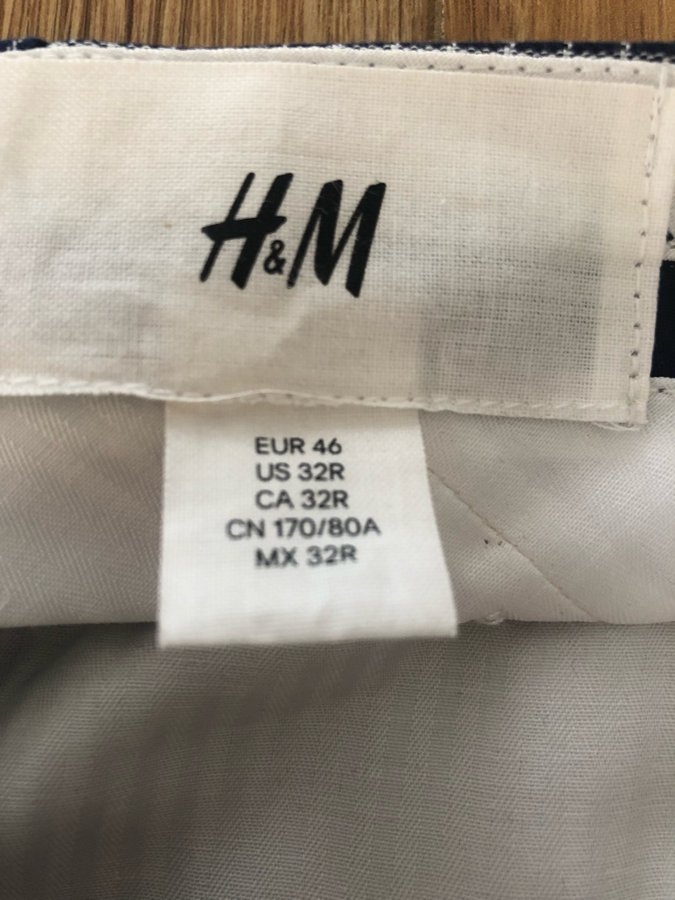 H&M
EUR 46
US 32R
CA 32R
CN 170/80A
MX 32R